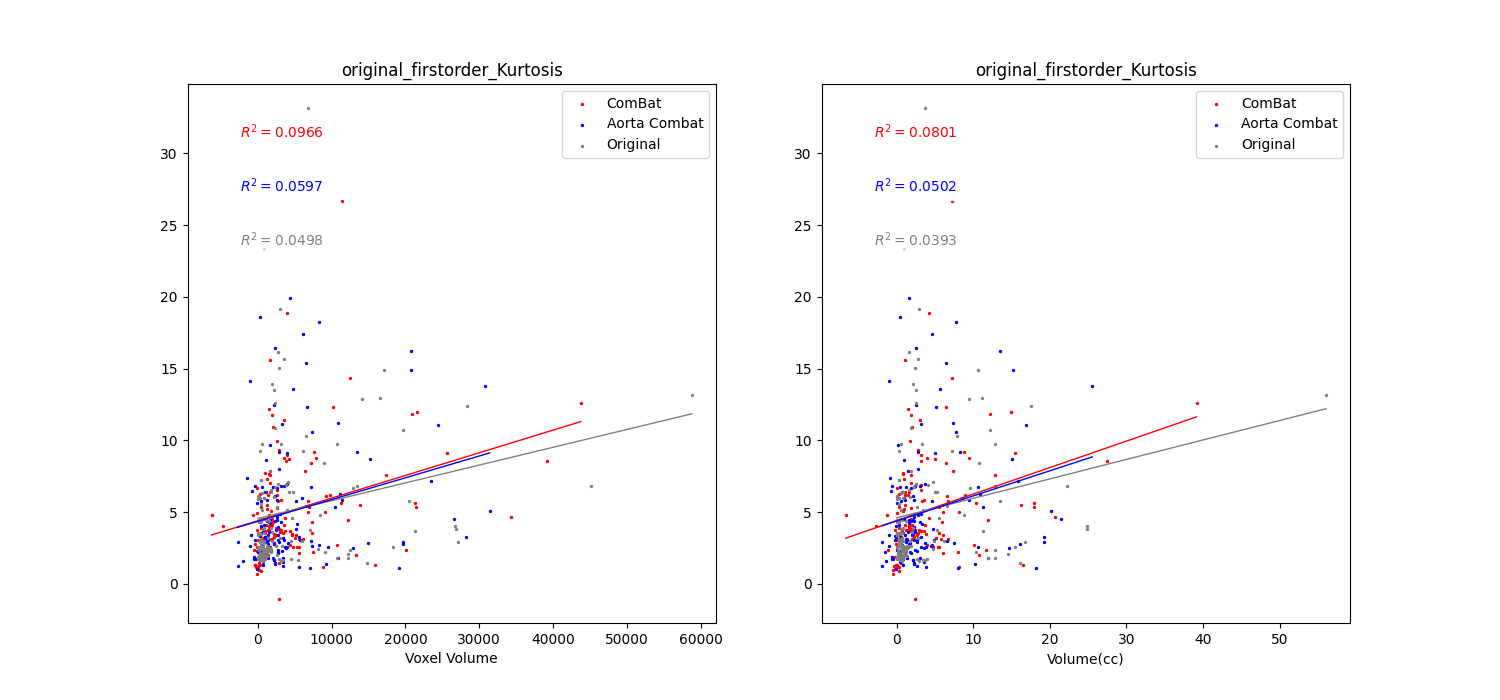 original_firstorder_Kurtosis
ComBat
Aorta Combat
Original
R² = 0.0966
R² = 0.0597
R² = 0.0498
30
25
20
15
10
5
0
0 10000 20000 30000 40000 50000 60000
Voxel Volume
original_firstorder_Kurtosis
ComBat
Aorta Combat
Original
R² = 0.0801
R² = 0.0502
R² = 0.0393
30
25
20
15
10
5
0
0 10 20 30 40 50
Volume(cc)